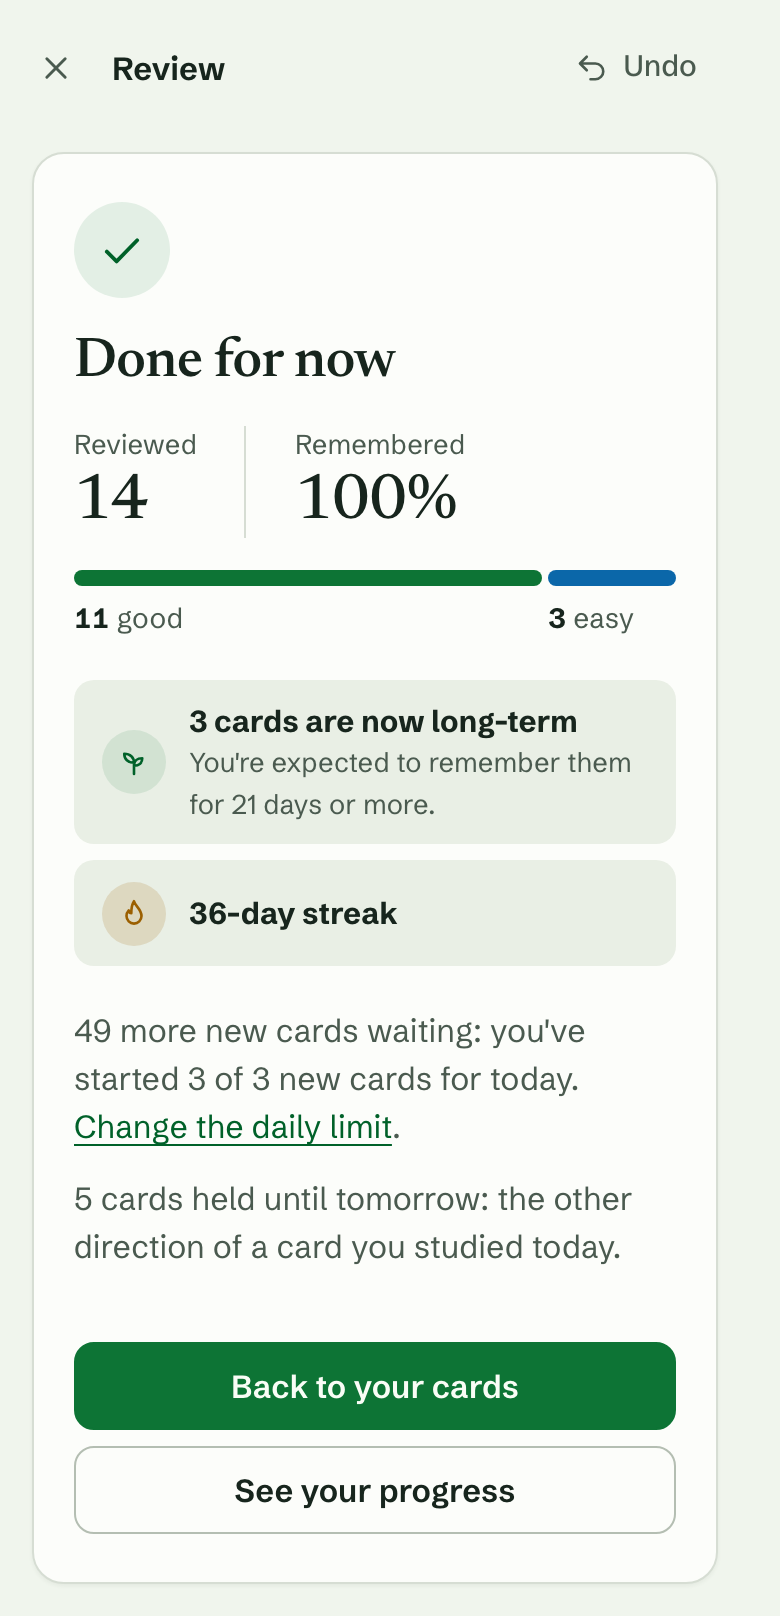 Review
Undo
Done for now
Reviewed
14
Remembered
100%
11 good
3 easy
3 cards are now long-term
You're expected to remember them
for 21 days or more.
36-day streak
49 more new cards waiting: you've
started 3 of 3 new cards for today.
Change the daily limit.
5 cards held until tomorrow: the other
direction of a card you studied today.
Back to your cards
See your progress